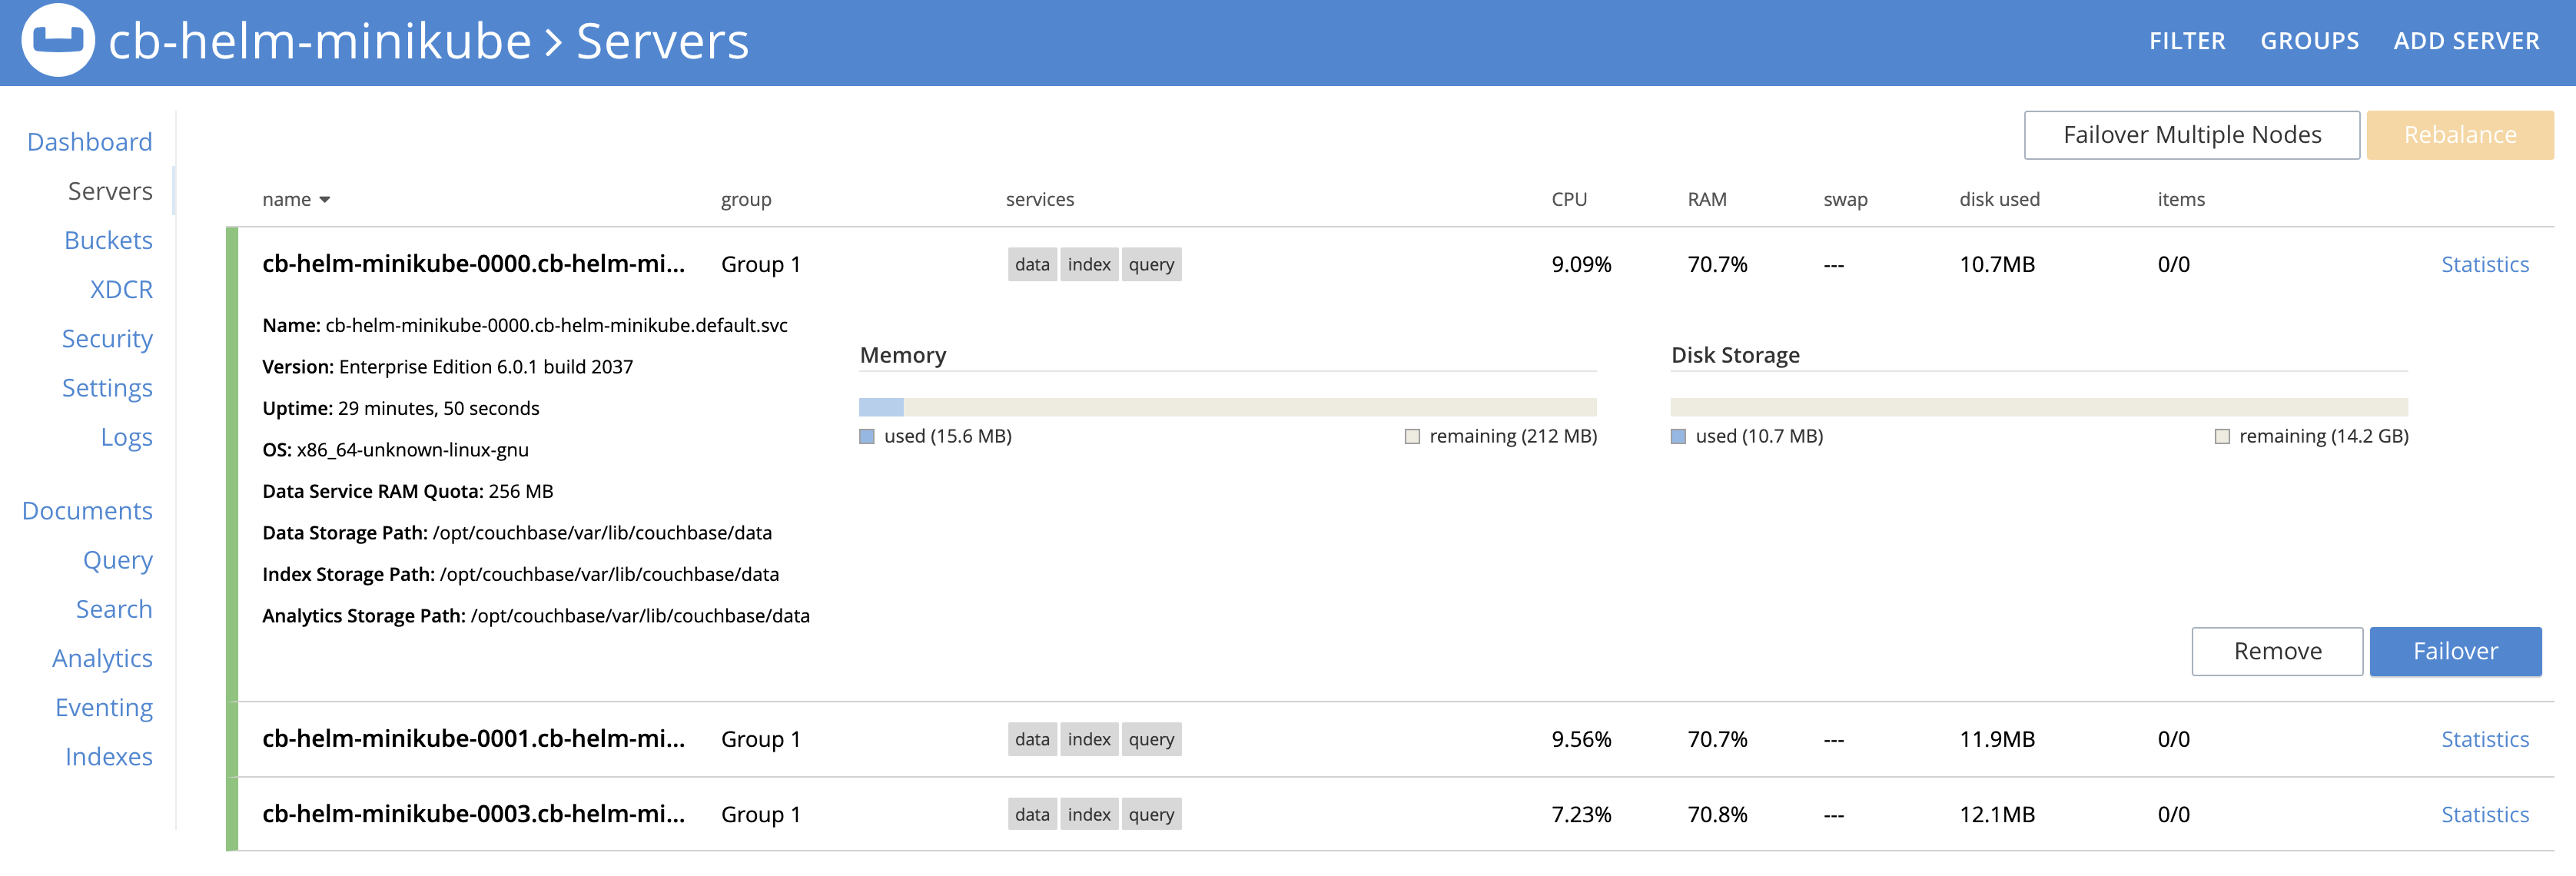 cb-helm-minikube > Servers
FILTER GROUPS ADD SERVER
Dashboard
Servers
Buckets
XDCR
Security
Settings
Logs
Documents
Query
Search
Analytics
Eventing
Indexes
Failover Multiple Nodes Rebalance
name group services CPU RAM swap disk used items
cb-helm-minikube-0000.cb-helm-mi... Group 1 data index query 9.09% 70.7% --- 10.7MB 0/0 Statistics
Name: cb-helm-minikube-0000.cb-helm-minikube.default.svc
Version: Enterprise Edition 6.0.1 build 2037
Uptime: 29 minutes, 50 seconds
OS: x86_64-unknown-linux-gnu
Data Service RAM Quota: 256 MB
Data Storage Path: /opt/couchbase/var/lib/couchbase/data
Index Storage Path: /opt/couchbase/var/lib/couchbase/data
Analytics Storage Path: /opt/couchbase/var/lib/couchbase/data
Memory
used (15.6 MB) remaining (212 MB)
Disk Storage
used (10.7 MB) remaining (14.2 GB)
Remove Failover
cb-helm-minikube-0001.cb-helm-mi... Group 1 data index query 9.56% 70.7% --- 11.9MB 0/0 Statistics
cb-helm-minikube-0003.cb-helm-mi... Group 1 data index query 7.23% 70.8% --- 12.1MB 0/0 Statistics